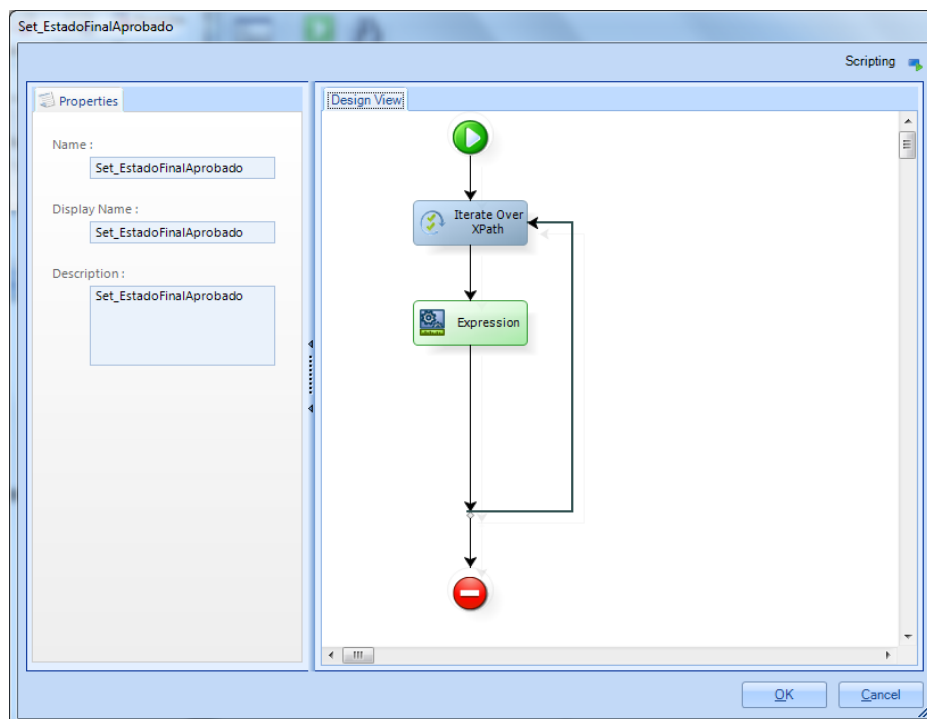 Set_EstadoFinalAprobado
Scripting
Properties
Name :
Set_EstadoFinalAprobado
Display Name :
Set_EstadoFinalAprobado
Description :
Set_EstadoFinalAprobado
Design View
Iterate Over
XPath
Expression
OK
Cancel